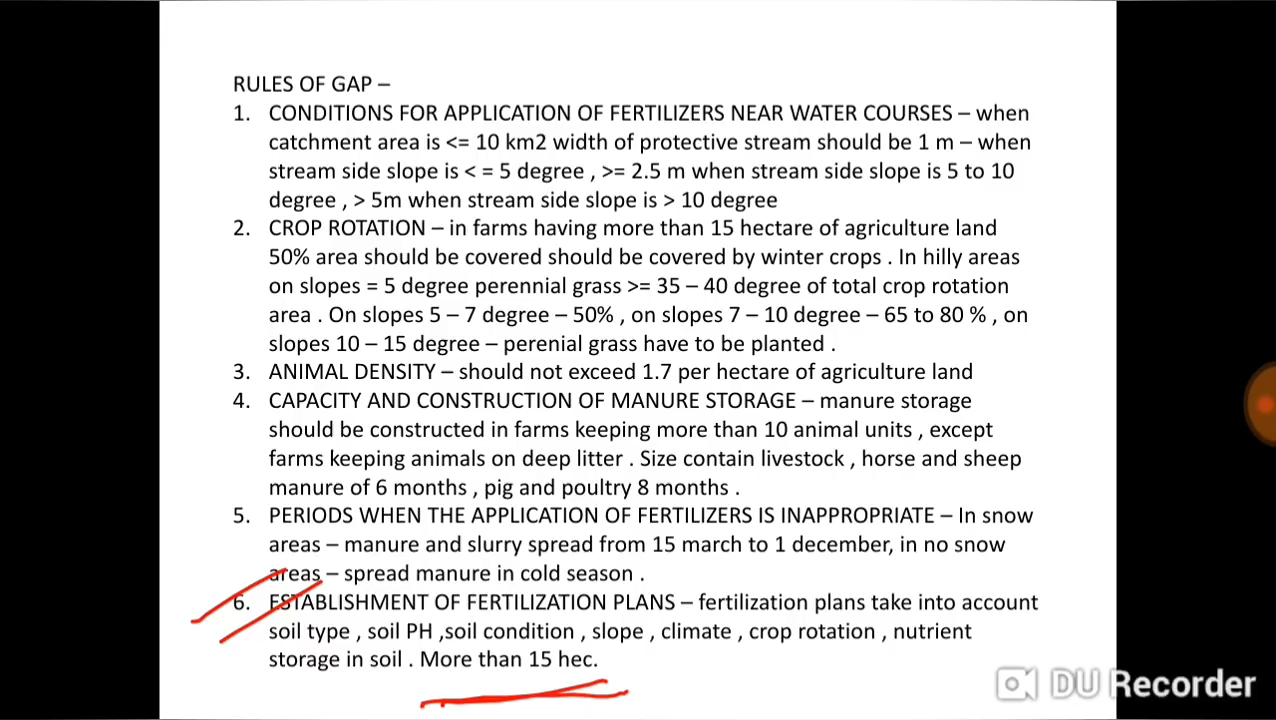 RULES OF GAP –
1. CONDITIONS FOR APPLICATION OF FERTILIZERS NEAR WATER COURSES – when
catchment area is <= 10 km2 width of protective stream should be 1 m – when
stream side slope is < = 5 degree , >= 2.5 m when stream side slope is 5 to 10
degree , > 5m when stream side slope is > 10 degree
2. CROP ROTATION – in farms having more than 15 hectare of agriculture land
50% area should be covered should be covered by winter crops . In hilly areas
on slopes = 5 degree perennial grass >= 35 – 40 degree of total crop rotation
area . On slopes 5 – 7 degree – 50% , on slopes 7 – 10 degree – 65 to 80 % , on
slopes 10 – 15 degree – perenial grass have to be planted .
3. ANIMAL DENSITY – should not exceed 1.7 per hectare of agriculture land
4. CAPACITY AND CONSTRUCTION OF MANURE STORAGE – manure storage
should be constructed in farms keeping more than 10 animal units , except
farms keeping animals on deep litter . Size contain livestock , horse and sheep
manure of 6 months , pig and poultry 8 months .
5. PERIODS WHEN THE APPLICATION OF FERTILIZERS IS INAPPROPRIATE – In snow
areas – manure and slurry spread from 15 march to 1 december, in no snow
areas – spread manure in cold season .
6. ESTABLISHMENT OF FERTILIZATION PLANS – fertilization plans take into account
soil type , soil PH ,soil condition , slope , climate , crop rotation , nutrient
storage in soil . More than 15 hec.
DU Recorder